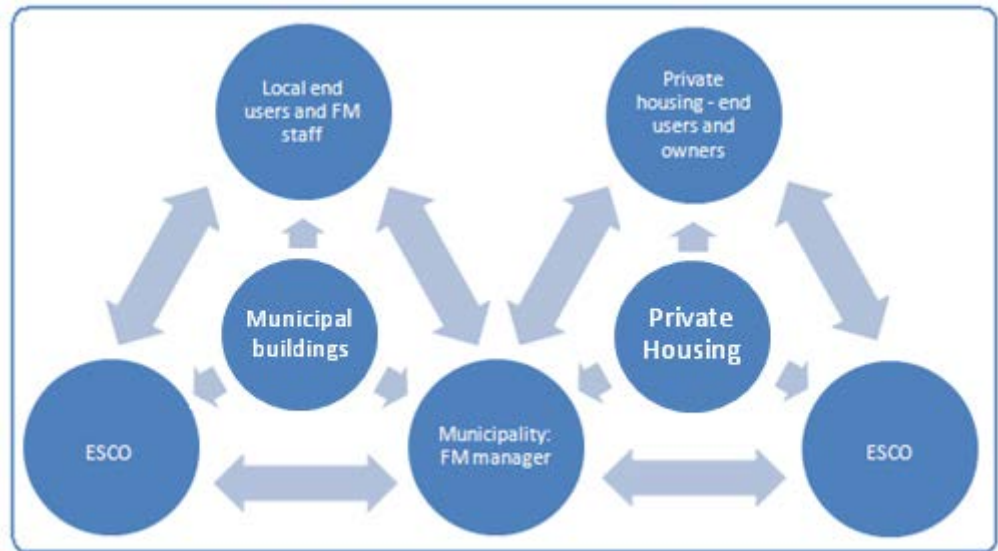 Local end
users and FM
staff
Private
housing - end
users and
owners
Municipal
buildings
Private
Housing
ESCO
Municipality:
FM manager
ESCO